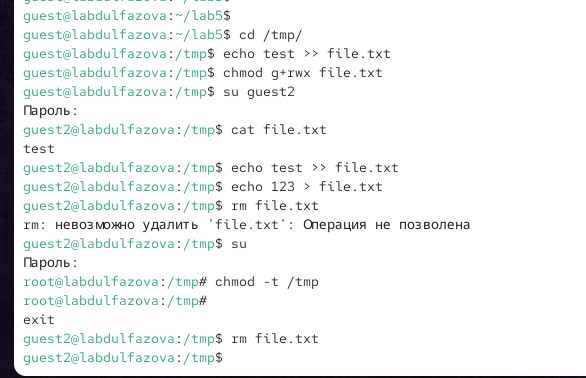 guest@labdulfazova:~/lab5$
guest@labdulfazova:~/lab5$ cd /tmp/
guest@labdulfazova:/tmp$ echo test >> file.txt
guest@labdulfazova:/tmp$ chmod g+rwx file.txt
guest@labdulfazova:/tmp$ su guest2
Пароль:
guest2@labdulfazova:/tmp$ cat file.txt
test
guest2@labdulfazova:/tmp$ echo test >> file.txt
guest2@labdulfazova:/tmp$ echo 123 > file.txt
guest2@labdulfazova:/tmp$ rm file.txt
rm: невозможно удалить 'file.txt': Операция не позволена
guest2@labdulfazova:/tmp$ su
Пароль:
root@labdulfazova:/tmp# chmod -t /tmp
root@labdulfazova:/tmp#
exit
guest2@labdulfazova:/tmp$ rm file.txt
guest2@labdulfazova:/tmp$